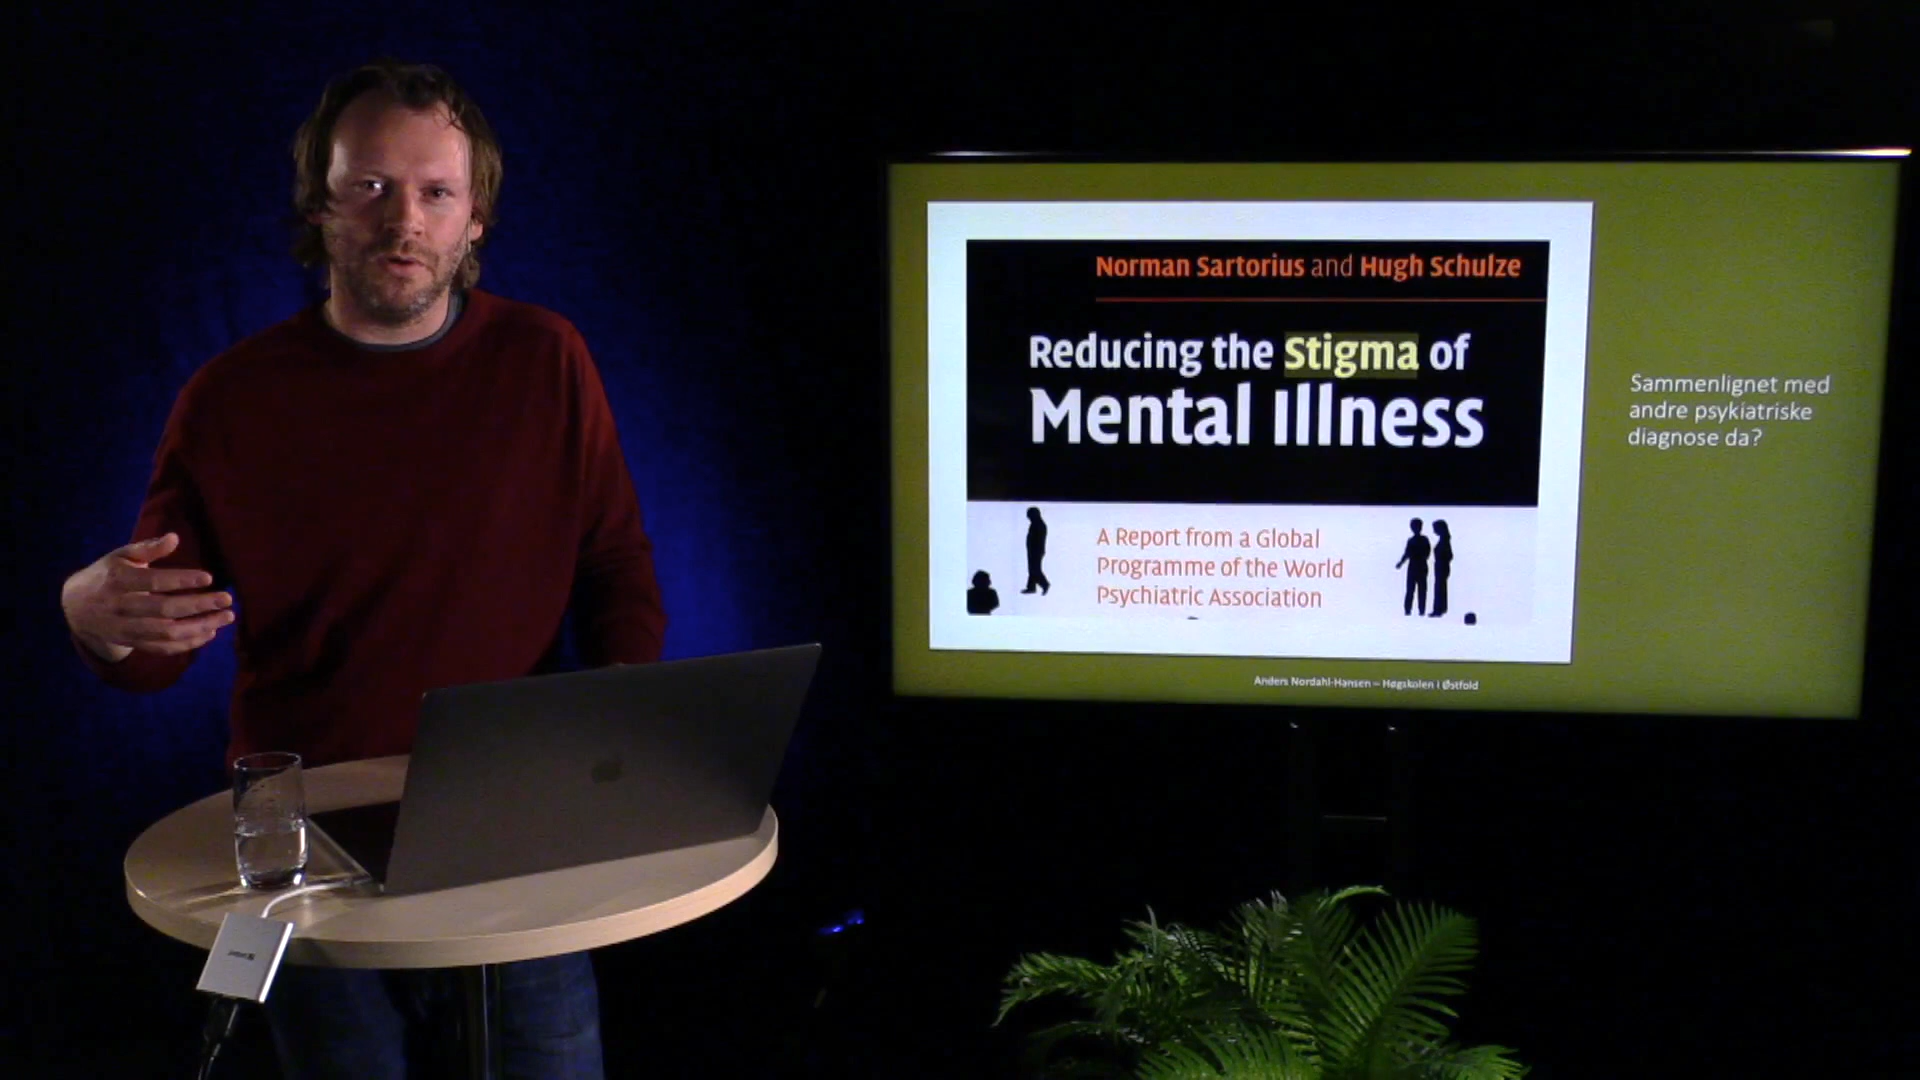 Norman Sartorius and Hugh Schulze
Reducing the Stigma of
Mental Illness
A Report from a Global
Programme of the World
Psychiatric Association
Sammenlignet med
andre psykiatriske
diagnose da?
Anders Nordahl-Hansen – Høgskolen i Østfold